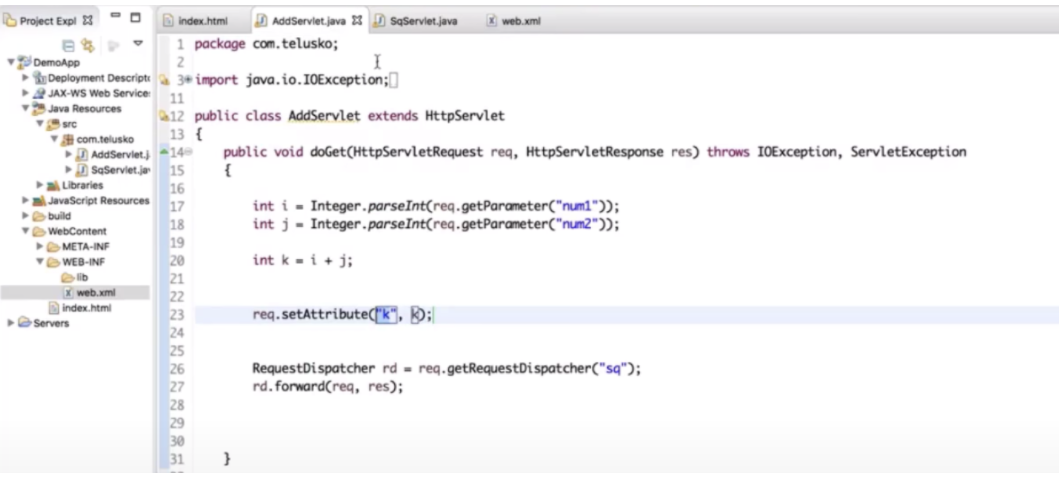 Project Expl
index.html
AddServlet.java
SqServlet.java
web.xml
DemoApp
Deployment Descripto
JAX-WS Web Service:
Java Resources
src
com.telusko
AddServlet.j
SqServlet.jav
Libraries
JavaScript Resources
build
WebContent
META-INF
WEB-INF
lib
web.xml
index.html
Servers
1 package com.telusko;
2
3 import java.io.IOException;
11
12 public class AddServlet extends HttpServlet
13 {
14 public void doGet(HttpServletRequest req, HttpServletResponse res) throws IOException, ServletException
15 {
16
17 int i = Integer.parseInt(req.getParameter("num1"));
18 int j = Integer.parseInt(req.getParameter("num2"));
19
20 int k = i + j;
21
22
23 req.setAttribute("k", k);
24
25
26 RequestDispatcher rd = req.getRequestDispatcher("sq");
27 rd.forward(req, res);
28
29
30
31 }